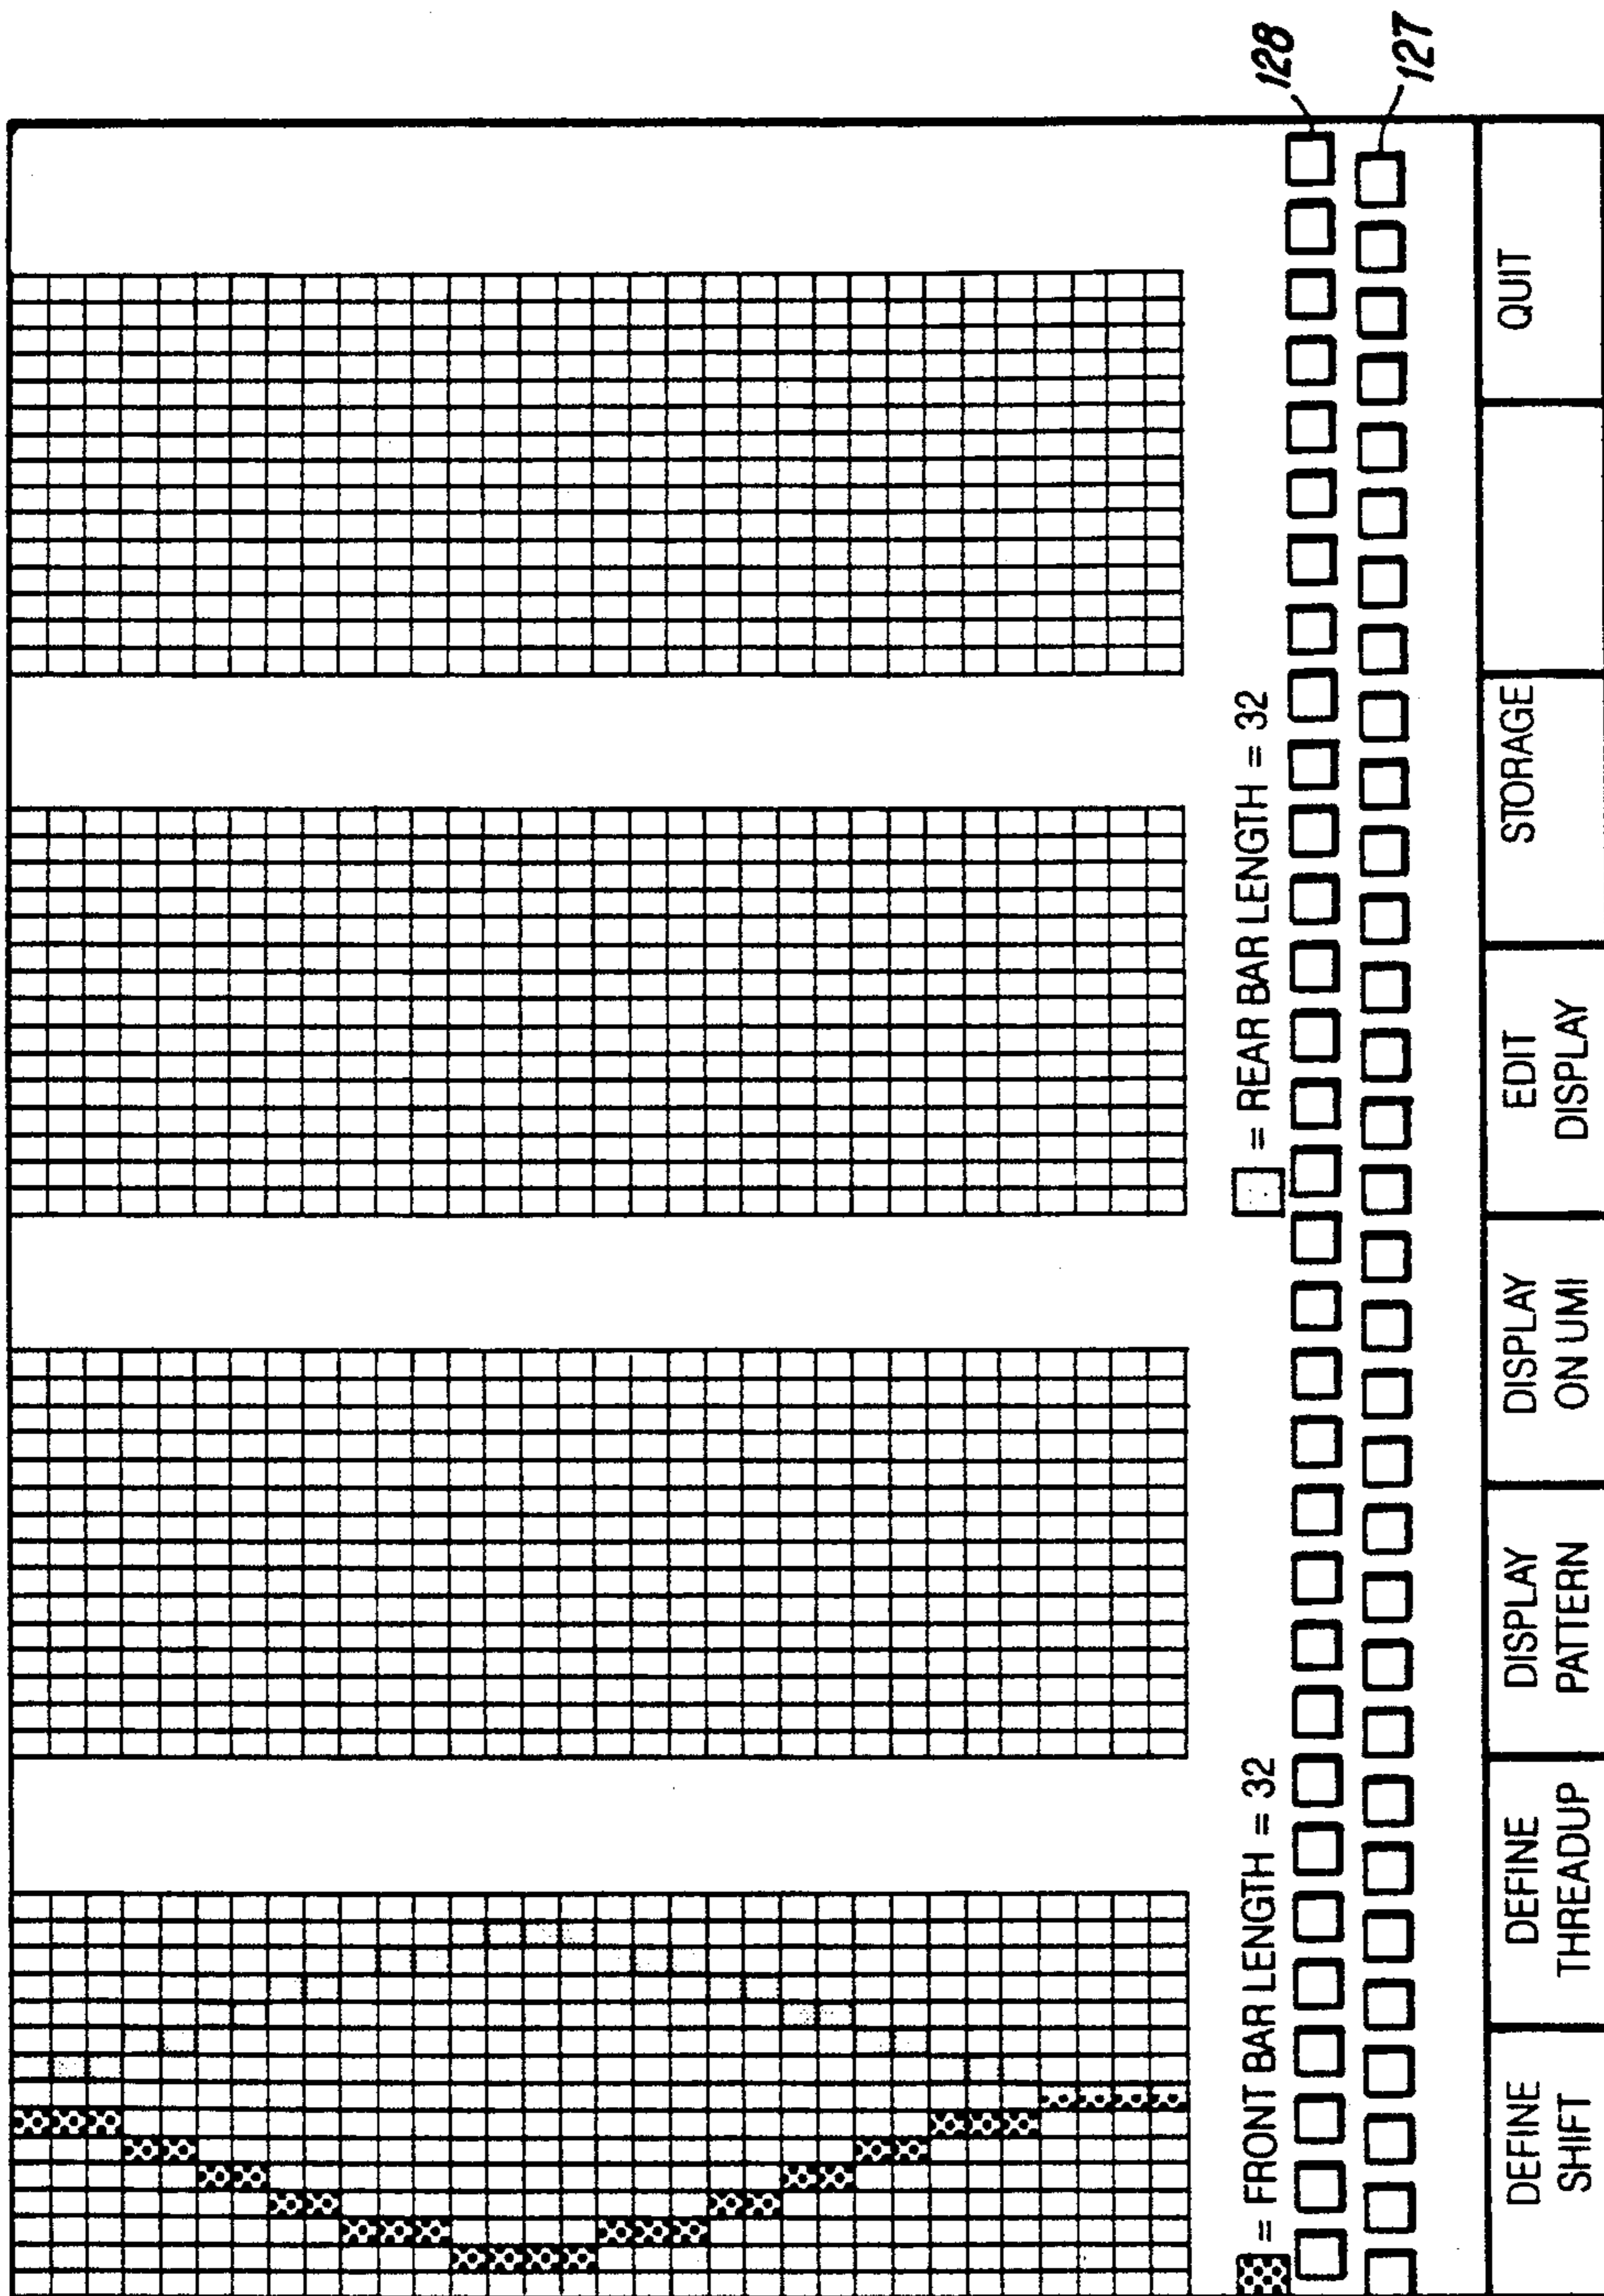 = FRONT BAR LENGTH = 32
= REAR BAR LENGTH = 32
128
127
DEFINE
SHIFT
DEFINE
THREADUP
DISPLAY
PATTERN
DISPLAY
ON UMI
EDIT
DISPLAY
STORAGE
QUIT